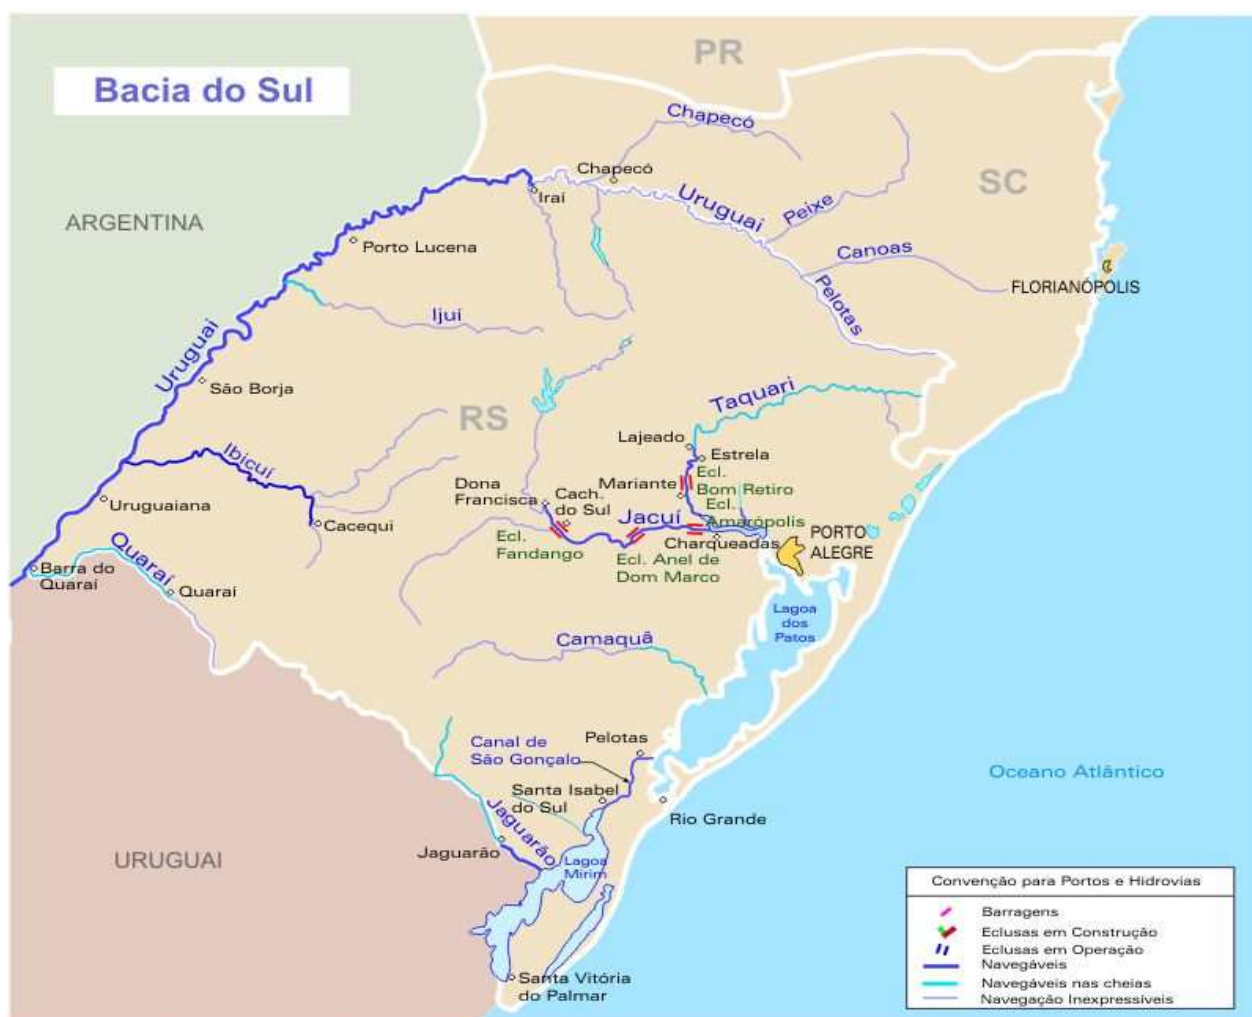 PR
Bacia do Sul
Chapecó
Chapecó
SC
Iraí
Uruguai
Peixe
ARGENTINA
Porto Lucena
Canoas
FLORIANÓPOLIS
Pelotas
Ijuí
Uruguai
São Borja
Taquari
RS
Lajeado
Estrela
Ibicuí
Ecl.
Bom Retiro
Mariante
Dona
Francisca
Cach.
do Sul
Ecl.
Amarópolis
Uruguaiana
Cacequi
Jacuí
Charqueadas
PORTO
ALEGRE
Ecl.
Fandango
Ecl. Anel de
Dom Marco
Quaraí
Barra do
Quaraí
Quaraí
Lagoa
dos
Patos
Camaquã
Pelotas
Canal de
São Gonçalo
Oceano Atlântico
Santa Isabel
do Sul
Rio Grande
Jaguarão
Jaguarão
Lagoa
Mirim
URUGUAI
Santa Vitória
do Palmar
Convenção para Portos e Hidrovias
Barragens
Eclusas em Construção
Eclusas em Operação
Navegáveis
Navegáveis nas cheias
Navegação Inexpressíveis